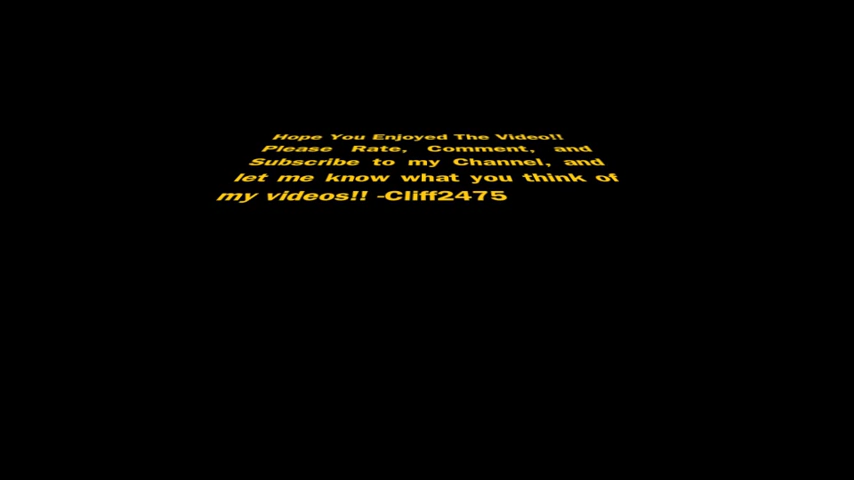 Hope You Enjoyed The Video!!
Please Rate, Comment, and
Subscribe to my Channel, and
let me know what you think of
my videos!! -Cliff2475